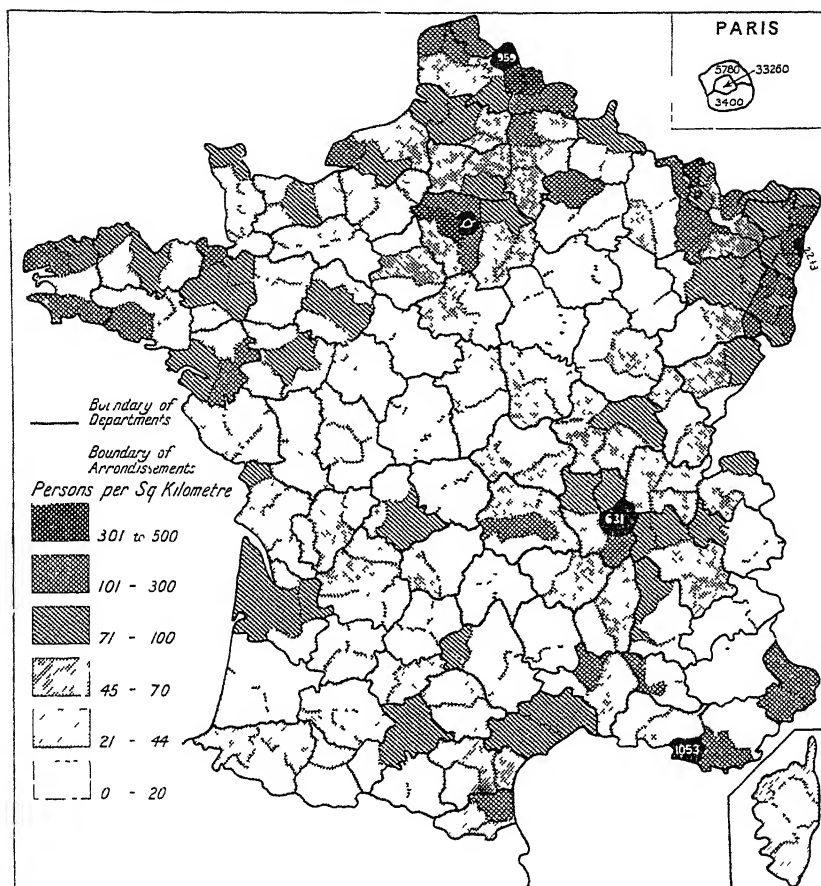 PARIS
5780
33260
3400
959
Boundary of
Departments
Boundary of
Arrondissements
Persons per Sq Kilometre
301 to 500
101 - 300
71 - 100
45 - 70
21 - 44
0 - 20
631
1053